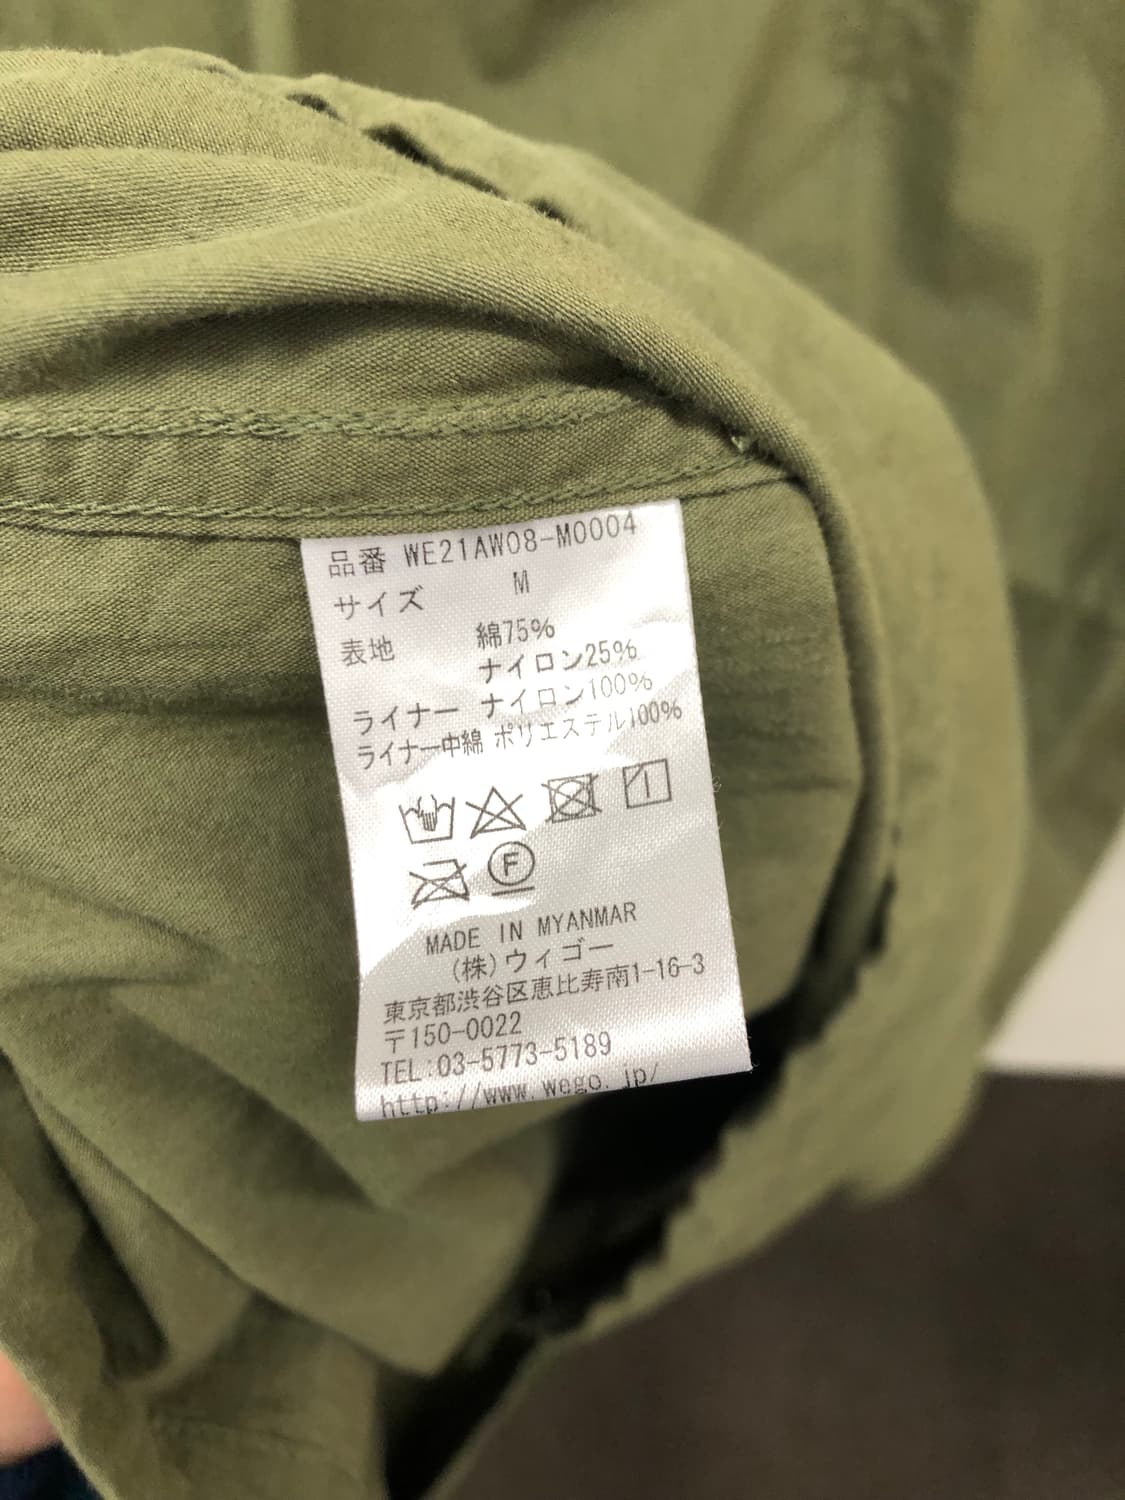 品番 WE21AW08-M0004
サイズ M
表地 綿75%
ナイロン25%
ライナー ナイロン100%
ライナー中綿 ポリエステル100%
F
MADE IN MYANMAR
(株)ウィゴー
東京都渋谷区恵比寿南1-16-3
〒150-0022
TEL:03-5773-5189
http://www.wego.jp/